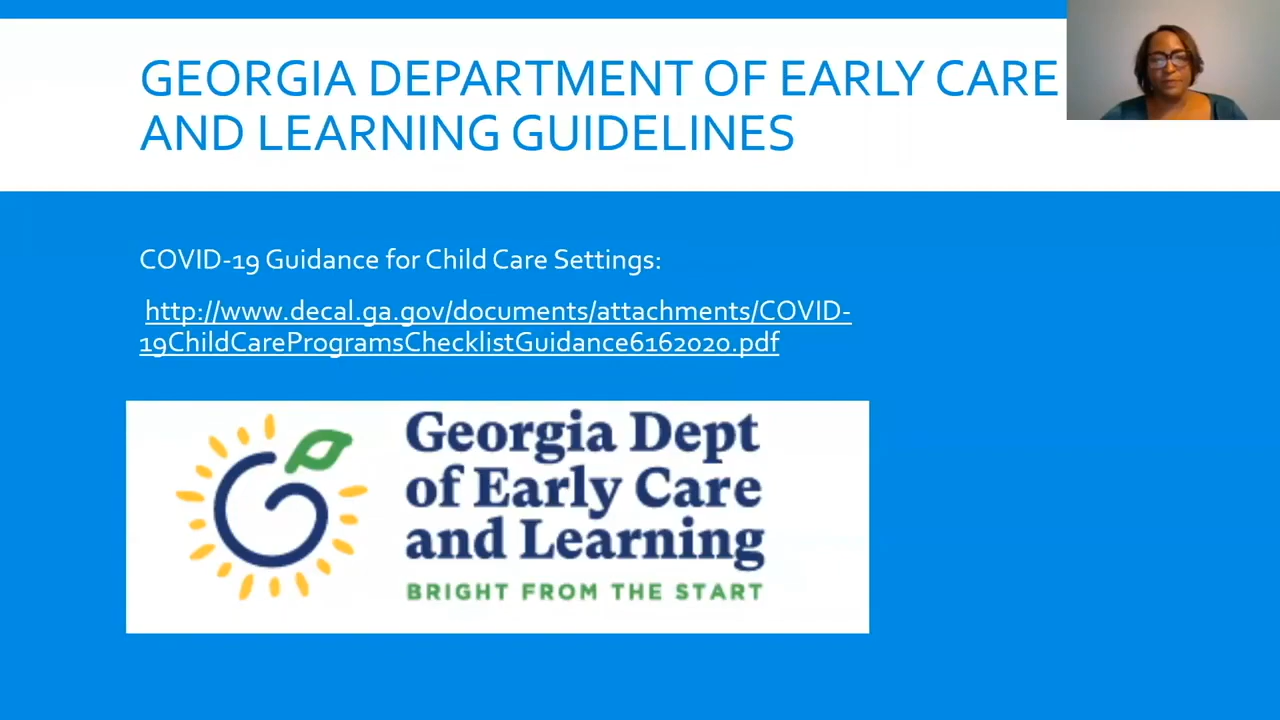 GEORGIA DEPARTMENT OF EARLY CARE
AND LEARNING GUIDELINES
COVID-19 Guidance for Child Care Settings:
http://www.decal.ga.gov/documents/attachments/COVID-
19ChildCareProgramsChecklistGuidance6162020.pdf
Georgia Dept
of Early Care
and Learning
BRIGHT FROM THE START